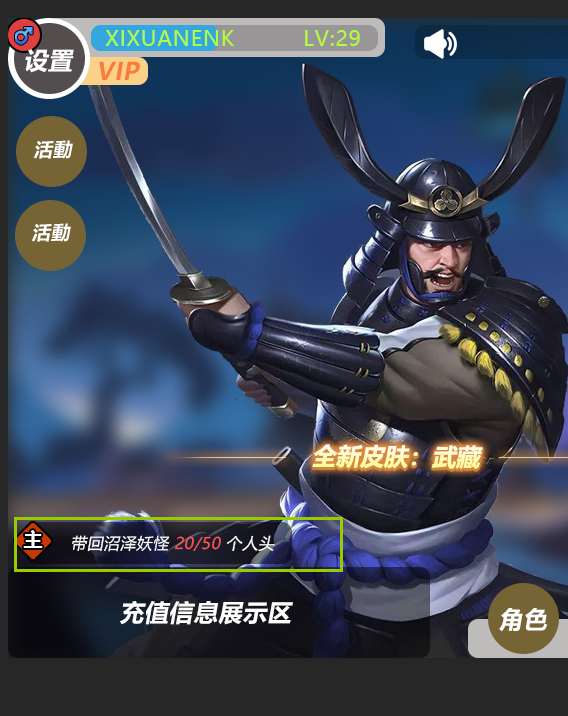 XIXUANENK LV:29
设置
VIP
活動
活動
全新皮肤：武藏
主 带回沼泽妖怪 20/50 个人头
充值信息展示区
角色